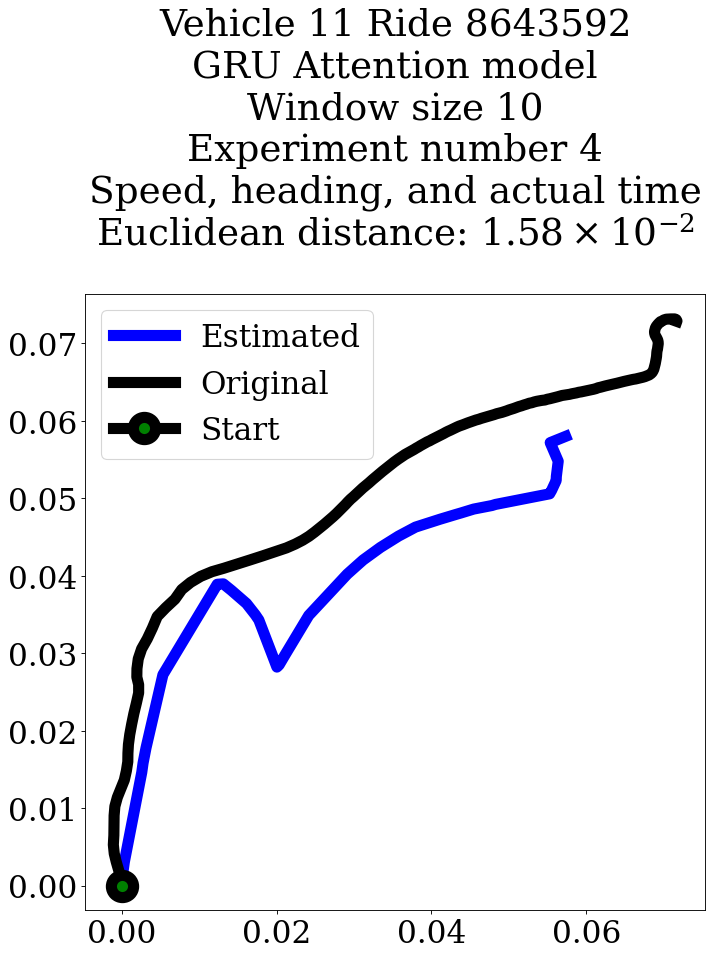 Vehicle 11 Ride 8643592
GRU Attention model
Window size 10
Experiment number 4
Speed, heading, and actual time
Euclidean distance: 1.58 × 10⁻²
Estimated
Original
Start
0.07
0.06
0.05
0.04
0.03
0.02
0.01
0.00
0.00 0.02 0.04 0.06